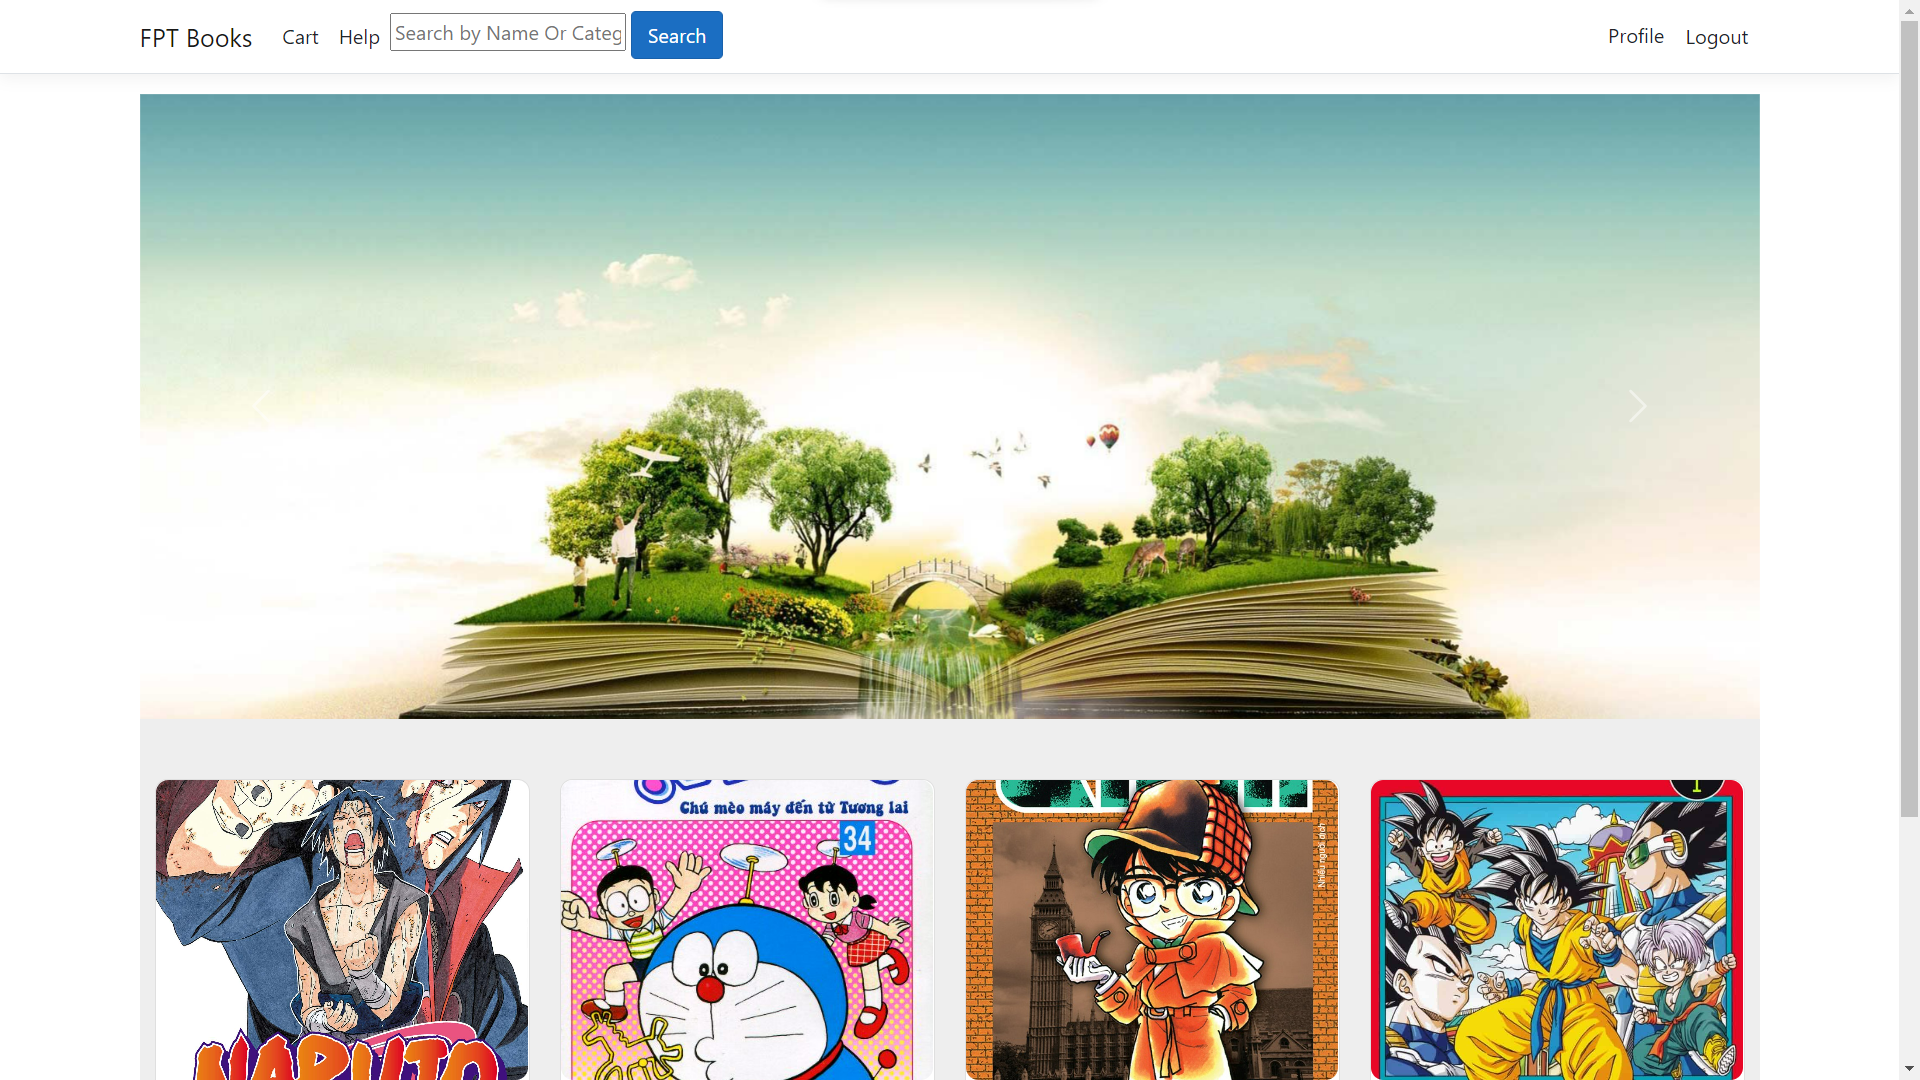 FPT Books
Cart
Help
Search by Name Or Categ
Search
Profile
Logout
Chú mèo máy đến từ Tương lai
34
1
NARUTO